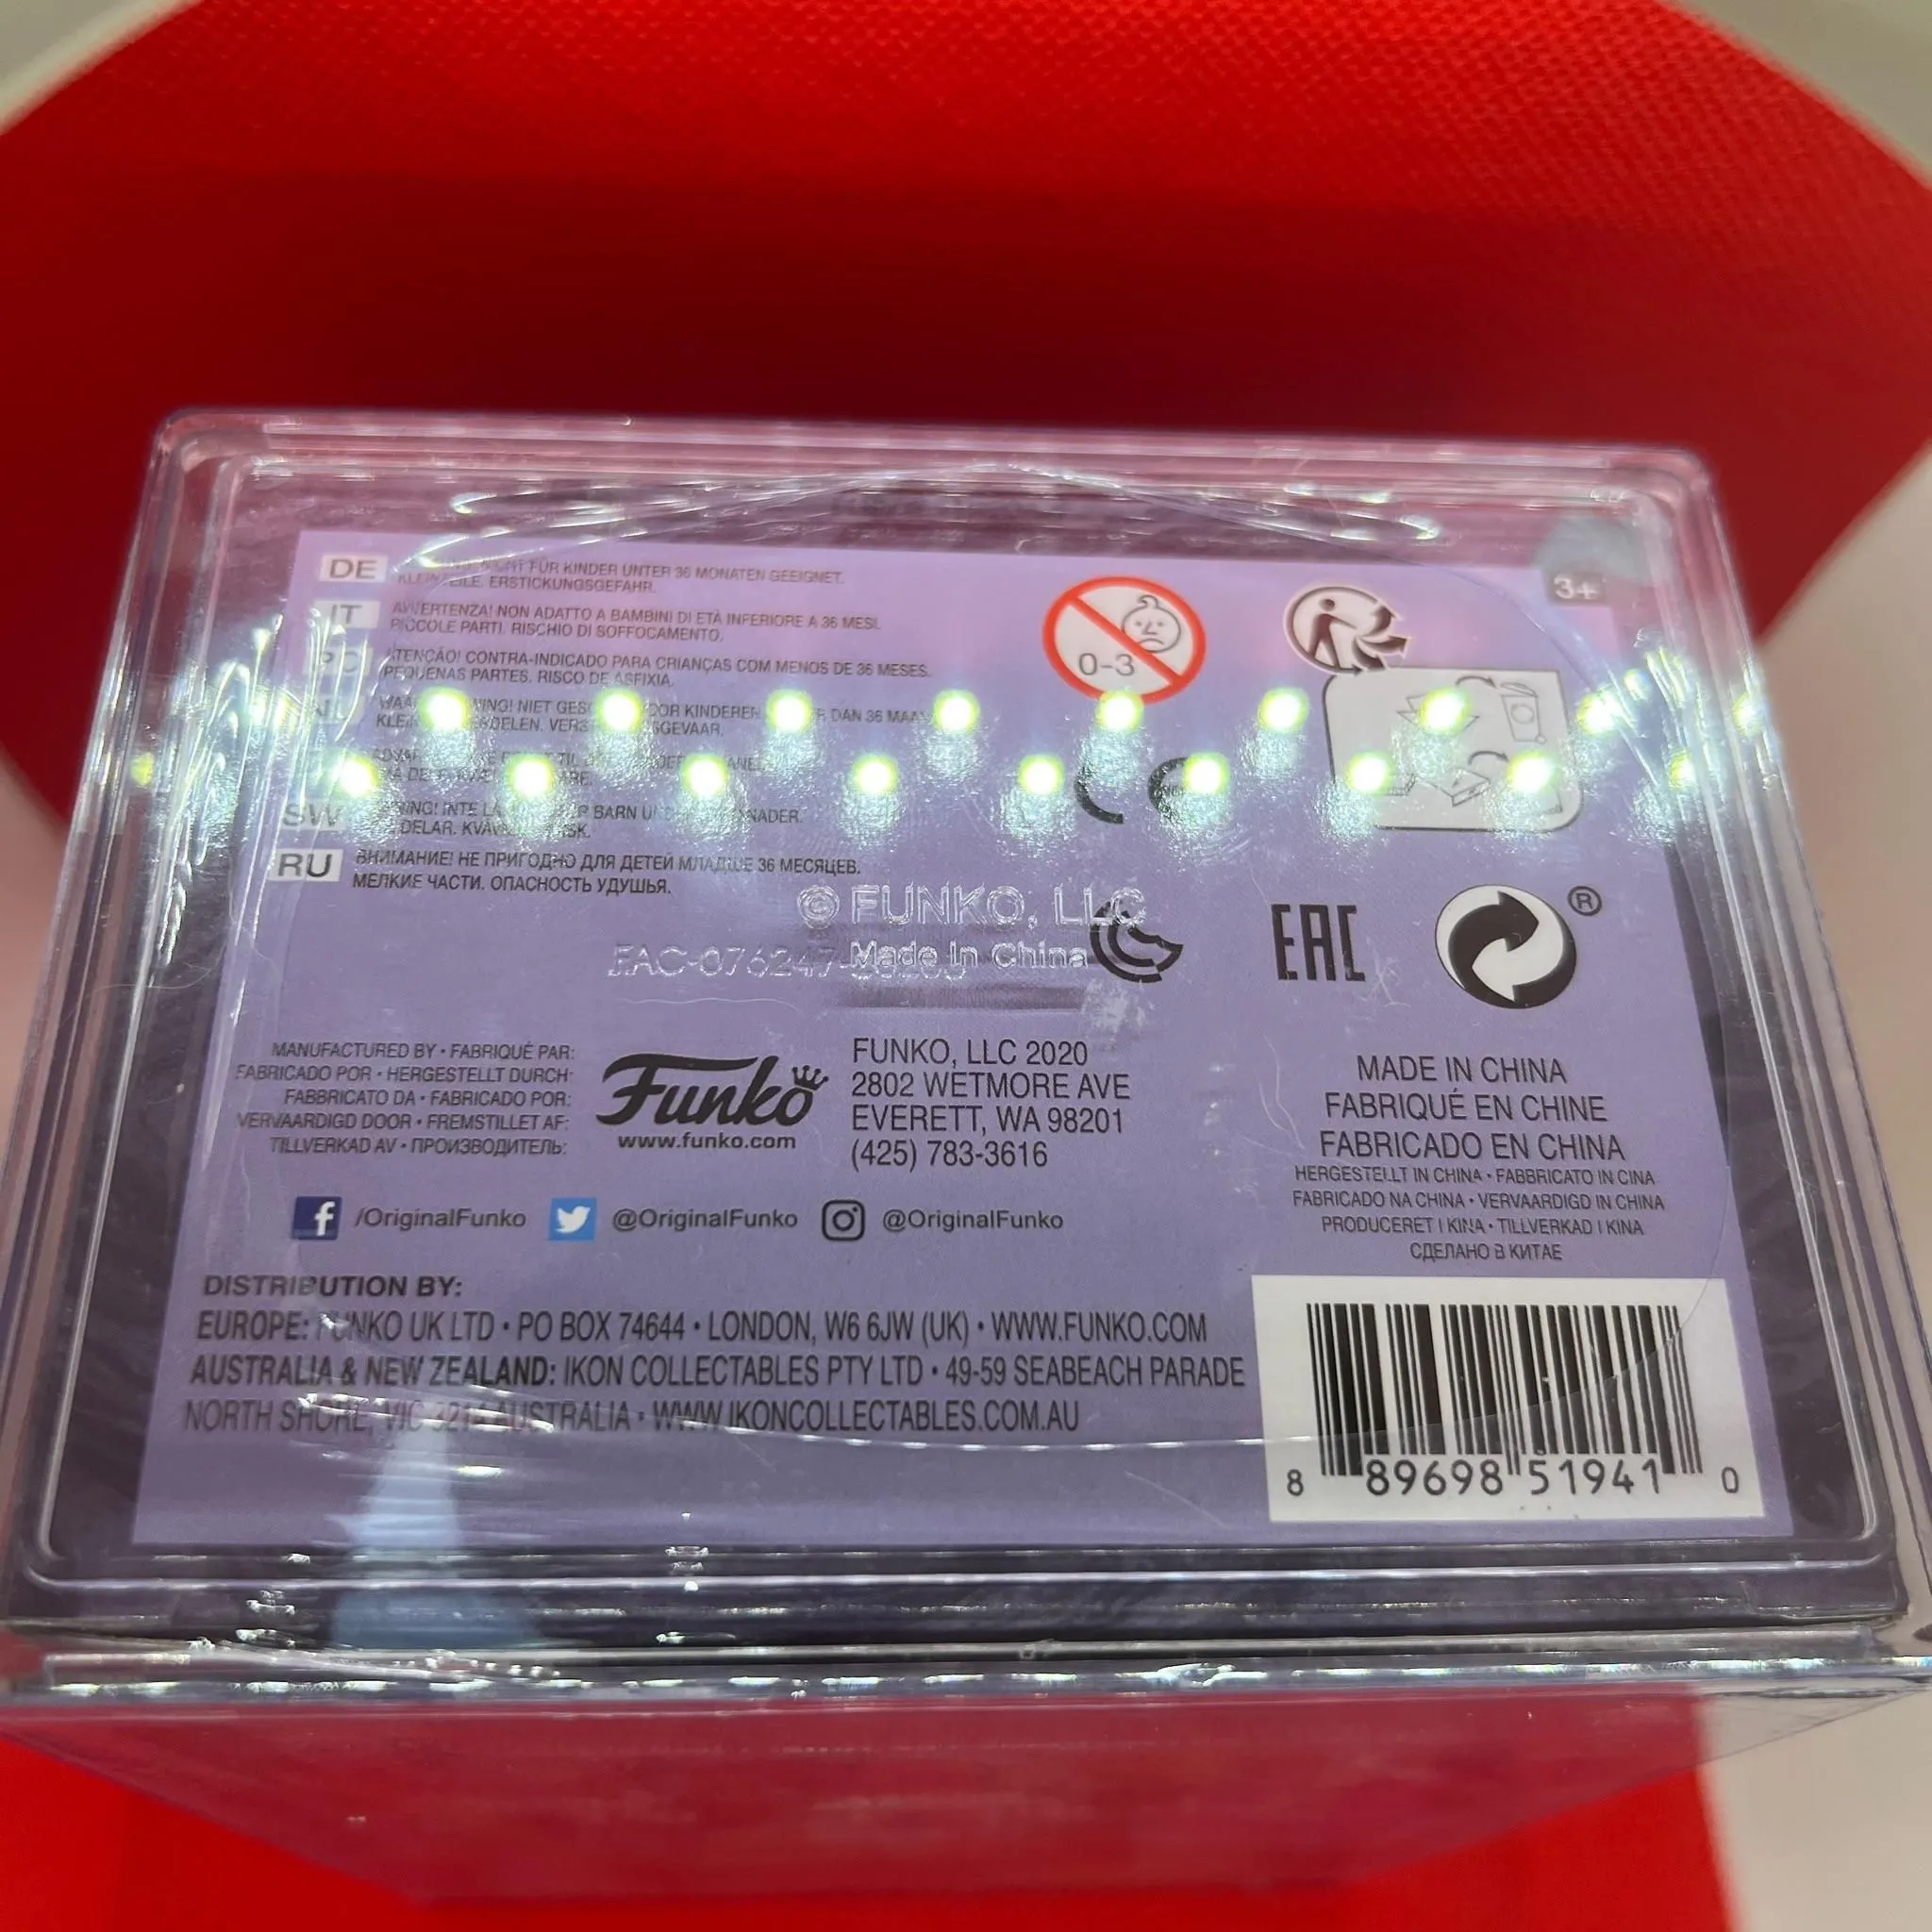 DE
FÜR KINDER UNTER 36 MONATEN GEEIGNET.
ERSTICKUNGSGEFAHR.
IT
AVVERTENZA! NON ADATTO A BAMBINI DI ETÀ INFERIORE A 36 MESI.
PICCOLE PARTI. RISCHIO DI SOFFOCAMENTO.
ATENÇÃO! CONTRA-INDICADO PARA CRIANÇAS COM MENOS DE 36 MESES.
PEQUENAS PARTES. RISCO DE ASFIXIA.
NIET
KINDEREN DAN 36
SW
INTE BARN
RU
ВНИМАНИЕ! НЕ ПРИГОДНО ДЛЯ ДЕТЕЙ МЛАДШЕ 36 МЕСЯЦЕВ.
МЕЛКИЕ ЧАСТИ. ОПАСНОСТЬ УДУШЬЯ.
0-3
3+
CE
© FUNKO, LLC
Made In China
EAC
®
MANUFACTURED BY • FABRIQUÉ PAR:
FABRICADO POR • HERGESTELLT DURCH:
FABBRICATO DA • FABRICADO POR:
VERVAARDIGD DOOR • FREMSTILLET AF:
TILLVERKAD AV • ПРОИЗВОДИТЕЛЬ:
Funko
www.funko.com
FUNKO, LLC 2020
2802 WETMORE AVE
EVERETT, WA 98201
(425) 783-3616
MADE IN CHINA
FABRIQUÉ EN CHINE
FABRICADO EN CHINA
HERGESTELLT IN CHINA • FABBRICATO IN CINA
FABRICADO NA CHINA • VERVAARDIGD IN CHINA
PRODUCERET I KINA • TILLVERKAD I KINA
СДЕЛАНО В КИТАЕ
/OriginalFunko @OriginalFunko @OriginalFunko
DISTRIBUTION BY:
EUROPE: FUNKO UK LTD • PO BOX 74644 • LONDON, W6 6JW (UK) • WWW.FUNKO.COM
AUSTRALIA & NEW ZEALAND: IKON COLLECTABLES PTY LTD • 49-59 SEABEACH PARADE
NORTH SHORE, VIC AUSTRALIA • WWW.IKONCOLLECTABLES.COM.AU
8 89698 51941 0